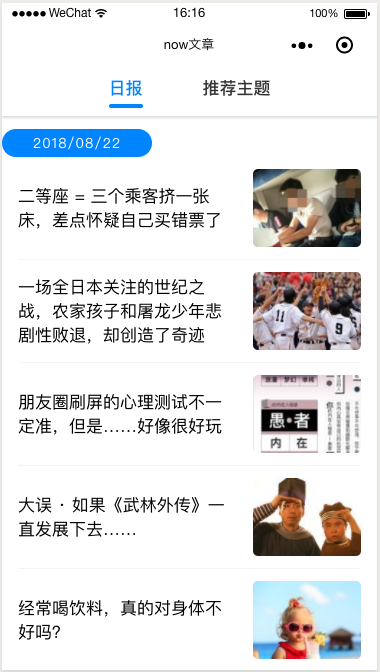 WeChat 16:16 100%
now文章
日报 推荐主题
2018/08/22
二等座 = 三个乘客挤一张
床，差点怀疑自己买错票了
一场全日本关注的世纪之
战，农家孩子和屠龙少年悲
剧性败退，却创造了奇迹
11 9
朋友圈刷屏的心理测试不一
定准，但是……好像很好玩
愚·者
内 在
大误 · 如果《武林外传》一
直发展下去……
经常喝饮料，真的对身体不
好吗？